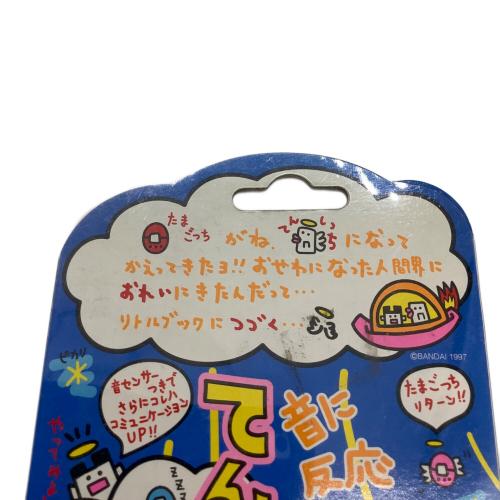 たまごっち がね、てんしっちになって
かえってきたヨ!! おせわになった人間界に
おれいにきたんだって…
リトルブックにつづく…
©BANDAI 1997
ピカリ
音センサー
つきで
さらにコレハ
コミュニケーション
UP!!
てん
音に
反応
たまごっち
リターン!!